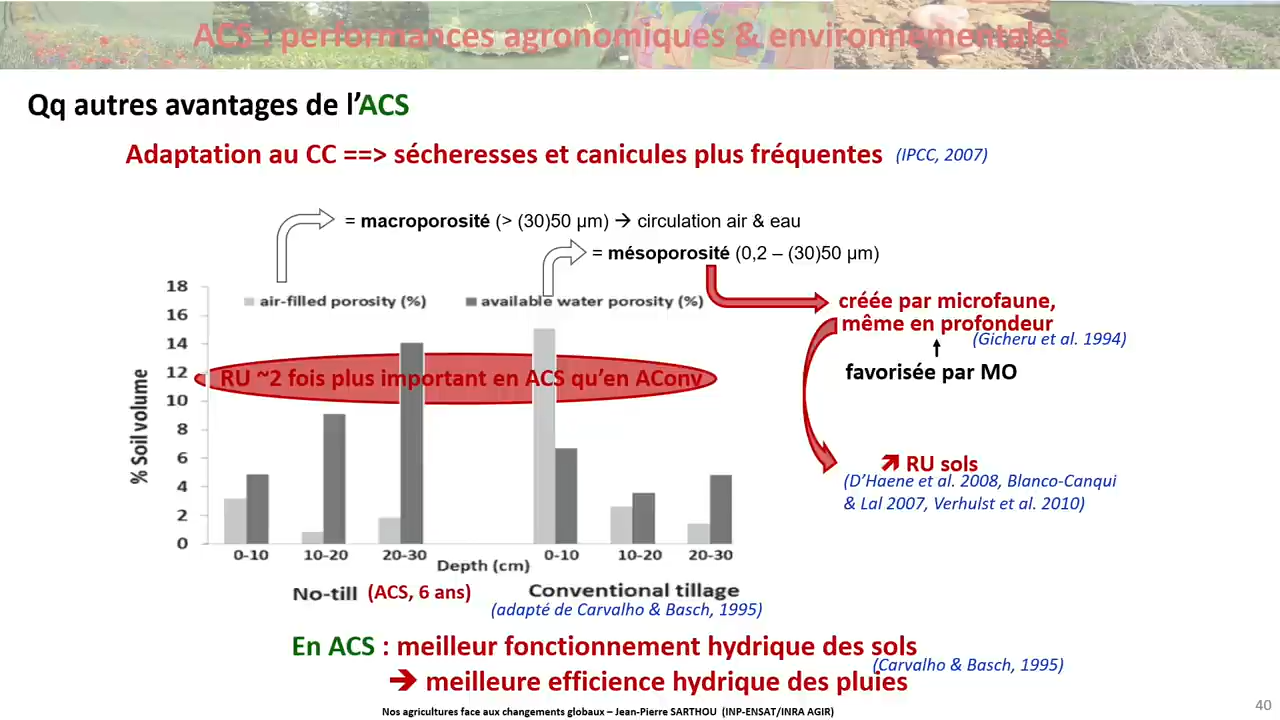 ACS : performances agronomiques & environnementales
Qq autres avantages de l’ACS
Adaptation au CC ==> sécheresses et canicules plus fréquentes (IPCC, 2007)
= macroporosité (> (30)50 µm) → circulation air & eau
= mésoporosité (0,2 – (30)50 µm)
air-filled porosity (%)
available water porosity (%)
créée par microfaune,
même en profondeur
(Gicheru et al. 1994)
favorisée par MO
RU ~2 fois plus important en ACS qu’en AConv
RU sols
(D’Haene et al. 2008, Blanco-Canqui
& Lal 2007, Verhulst et al. 2010)
% Soil volume
18
16
14
12
10
8
6
4
2
0
0-10 10-20 20-30 0-10 10-20 20-30
Depth (cm)
No-till (ACS, 6 ans) Conventional tillage
(adapté de Carvalho & Basch, 1995)
En ACS : meilleur fonctionnement hydrique des sols
(Carvalho & Basch, 1995)
➔ meilleure efficience hydrique des pluies
Nos agricultures face aux changements globaux – Jean-Pierre SARTHOU (INP-ENSAT/INRA AGIR)
40